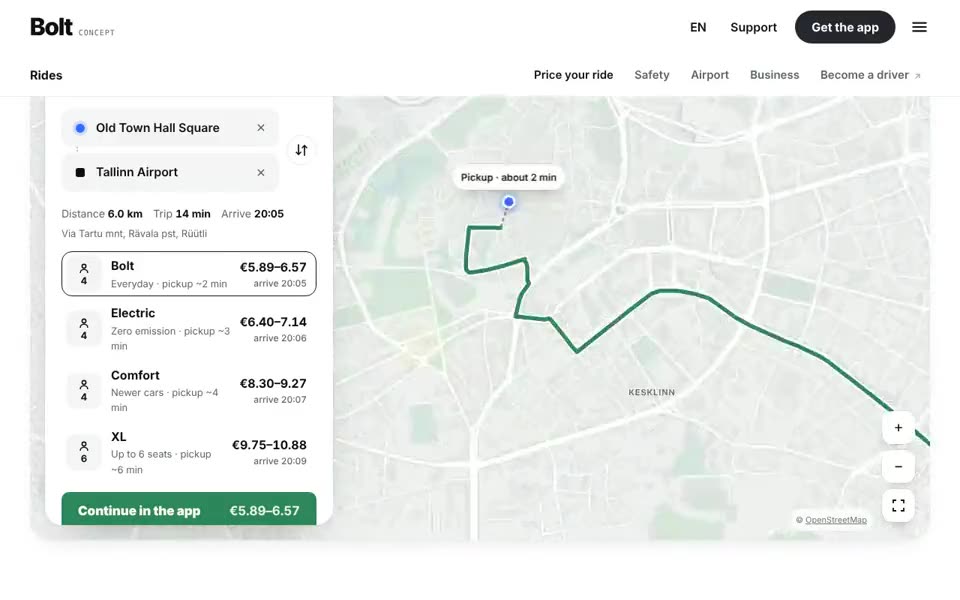 Bolt CONCEPT
EN
Support
Get the app
Rides
Price your ride
Safety
Airport
Business
Become a driver ↗
Old Town Hall Square ×
Tallinn Airport ×
Distance 6.0 km Trip 14 min Arrive 20:05
Via Tartu mnt, Rävala pst, Rüütli
4
Bolt
€5.89–6.57
Everyday · pickup ~2 min
arrive 20:05
4
Electric
€6.40–7.14
Zero emission · pickup ~3
min
arrive 20:06
4
Comfort
€8.30–9.27
Newer cars · pickup ~4
min
arrive 20:07
6
XL
€9.75–10.88
Up to 6 seats · pickup
~6 min
arrive 20:09
Continue in the app €5.89–6.57
Pickup · about 2 min
KESKLINN
+
−
© OpenStreetMap